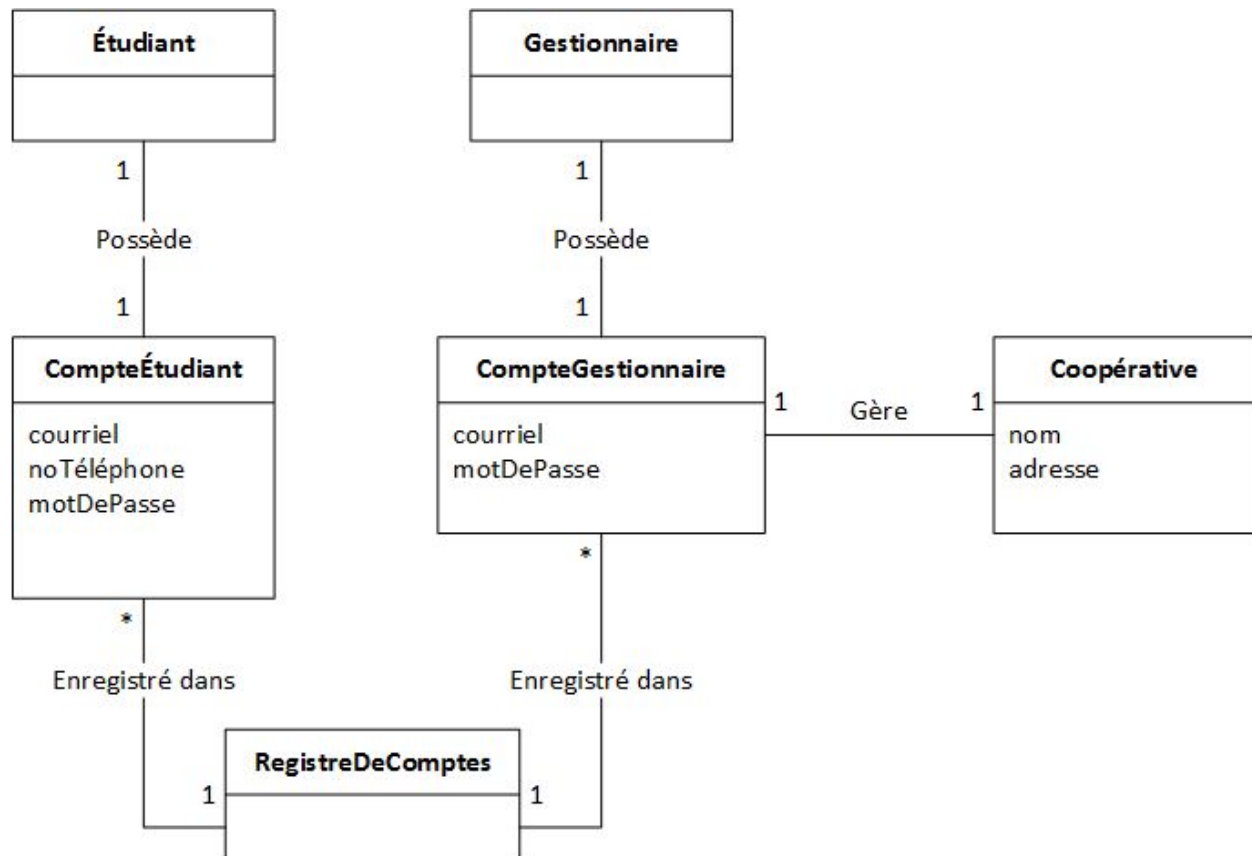 Étudiant
Gestionnaire
1
1
Possède
Possède
1
1
CompteÉtudiant
CompteGestionnaire
Coopérative
courriel
noTéléphone
motDePasse
courriel
motDePasse
1
Gère
1
nom
adresse
*
*
Enregistré dans
Enregistré dans
RegistreDeComptes
1
1